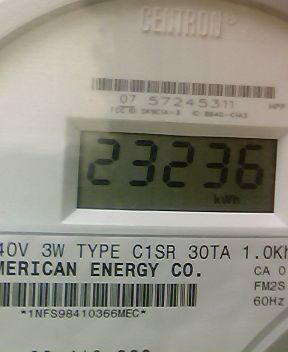 CENTRON
07 57245311
23236
kWh
40V 3W TYPE C1SR 30TA 1.0Kh
MERICAN ENERGY CO.
CA 0
FM2S
60Hz
*1NFS98410366MEC*